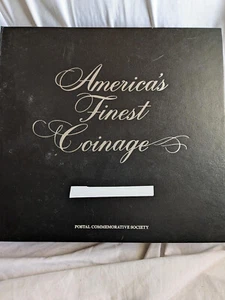 America's
Finest
Coinage
POSTAL COMMEMORATIVE SOCIETY